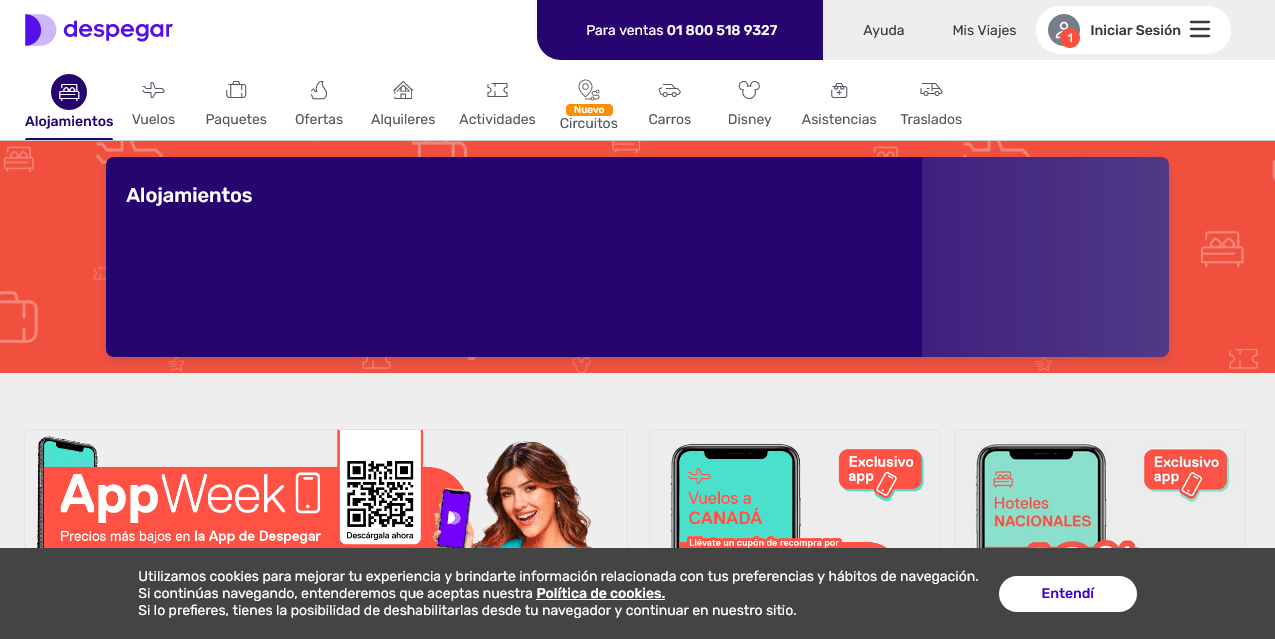 despegar
Para ventas 01 800 518 9327
Ayuda
Mis Viajes
1
Iniciar Sesión
Alojamientos
Vuelos
Paquetes
Ofertas
Alquileres
Actividades
Nuevo
Circuitos
Carros
Disney
Asistencias
Traslados
Alojamientos
AppWeek
Precios más bajos en la App de Despegar
Descárgala ahora
Exclusivo
app
Vuelos a
CANADÁ
Llévate un cupón de recompra por
Exclusivo
app
Hoteles
NACIONALES
Utilizamos cookies para mejorar tu experiencia y brindarte información relacionada con tus preferencias y hábitos de navegación.
Si continúas navegando, entenderemos que aceptas nuestra Política de cookies.
Si lo prefieres, tienes la posibilidad de deshabilitarlas desde tu navegador y continuar en nuestro sitio.
Entendí